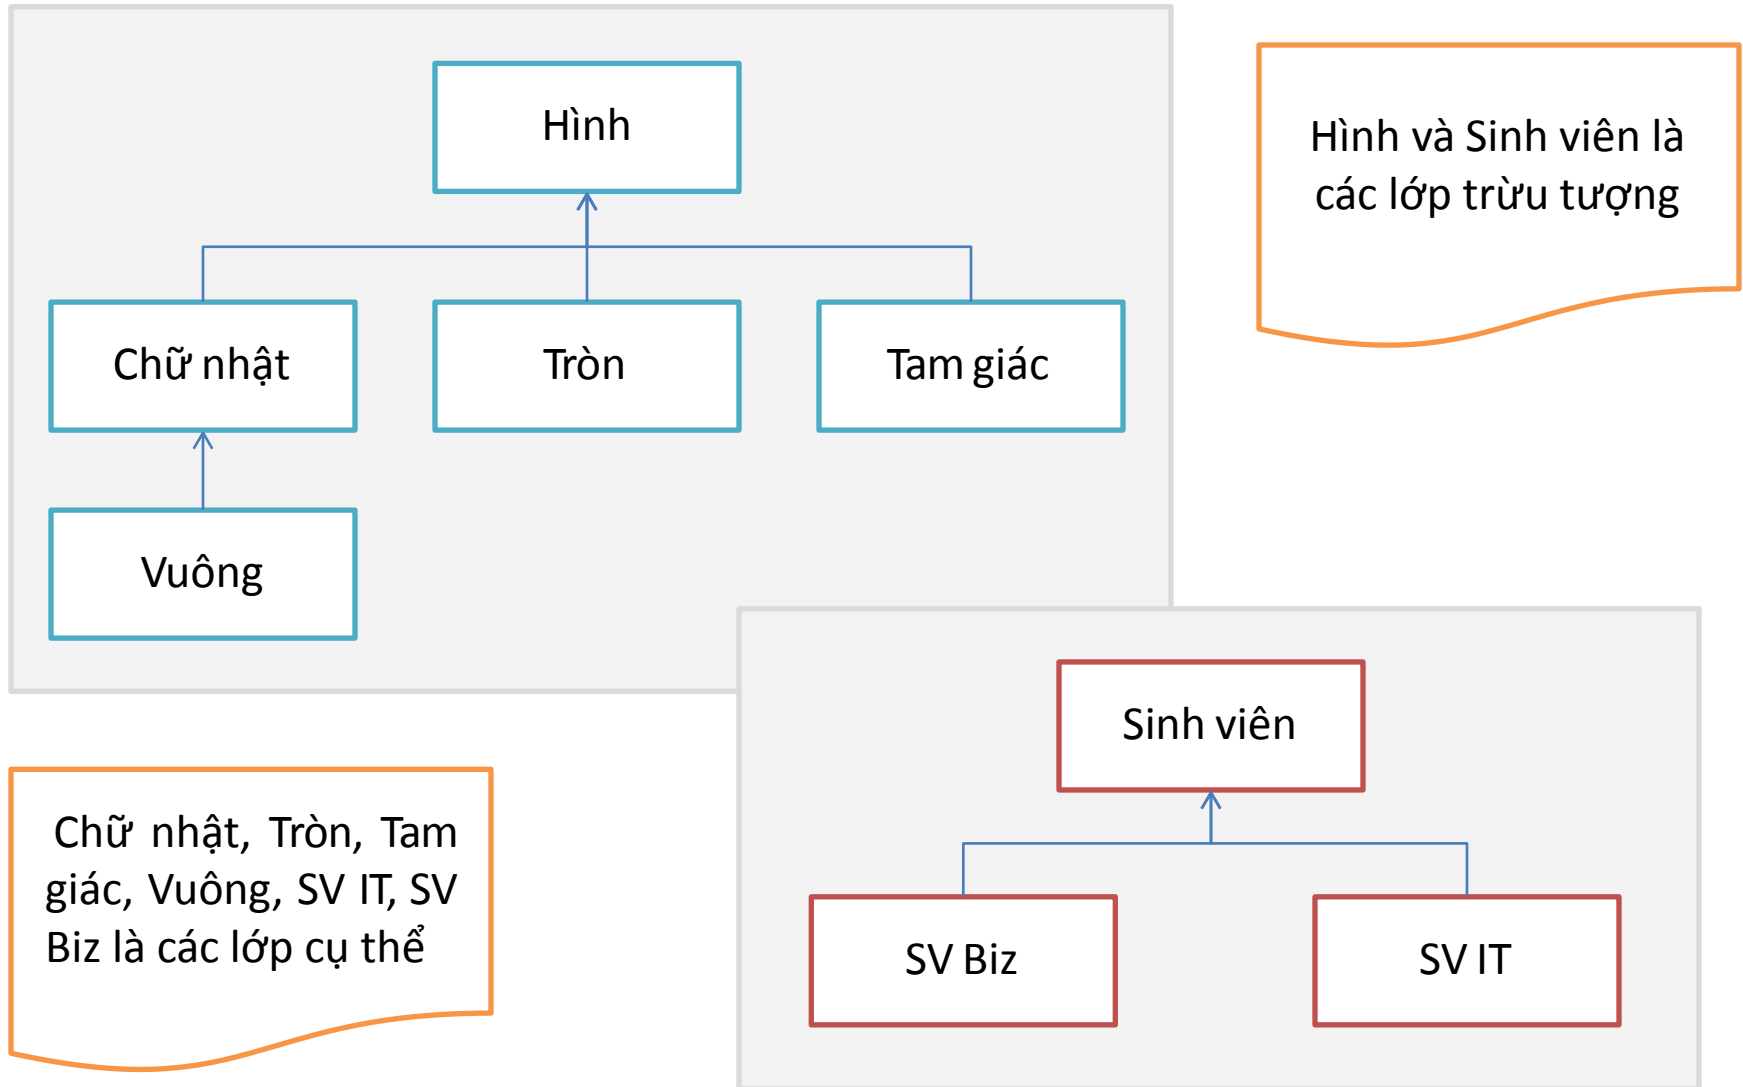 Hình
Hình và Sinh viên là
các lớp trừu tượng
Chữ nhật
Tròn
Tam giác
Vuông
Sinh viên
Chữ nhật, Tròn, Tam
giác, Vuông, SV IT, SV
Biz là các lớp cụ thể
SV Biz
SV IT